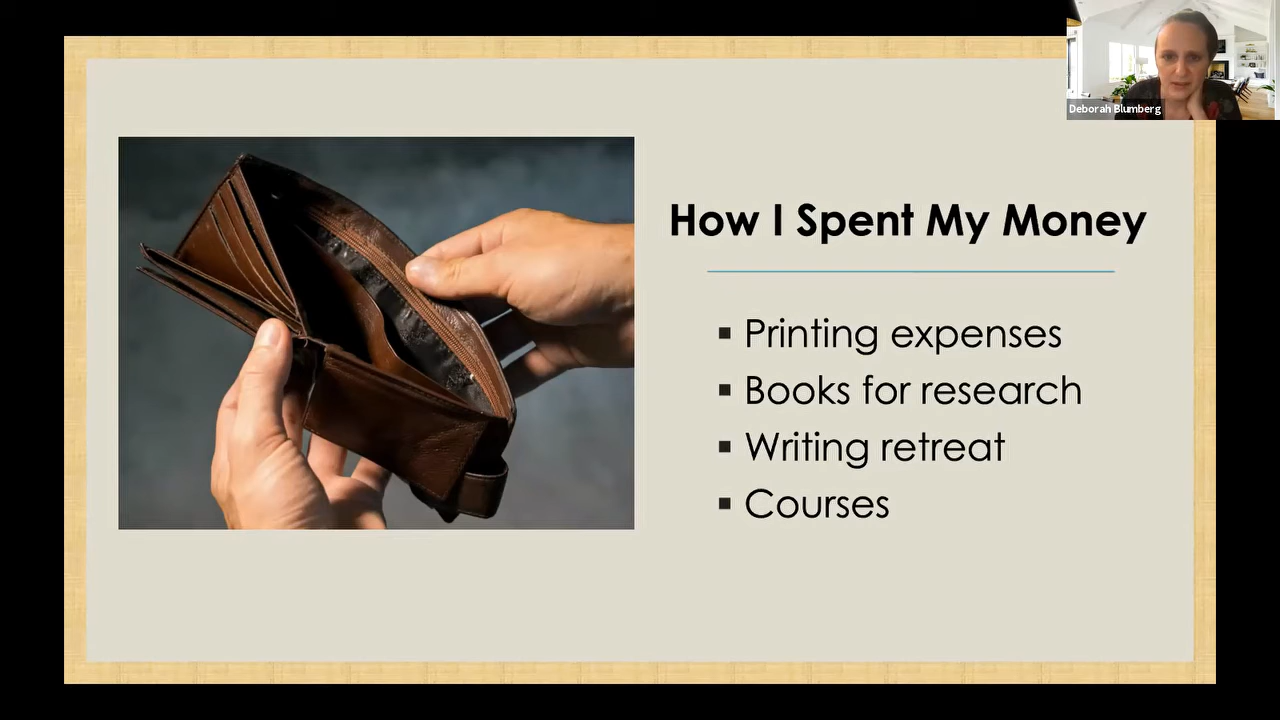 How I Spent My Money
▪ Printing expenses
▪ Books for research
▪ Writing retreat
▪ Courses
Deborah Blumberg